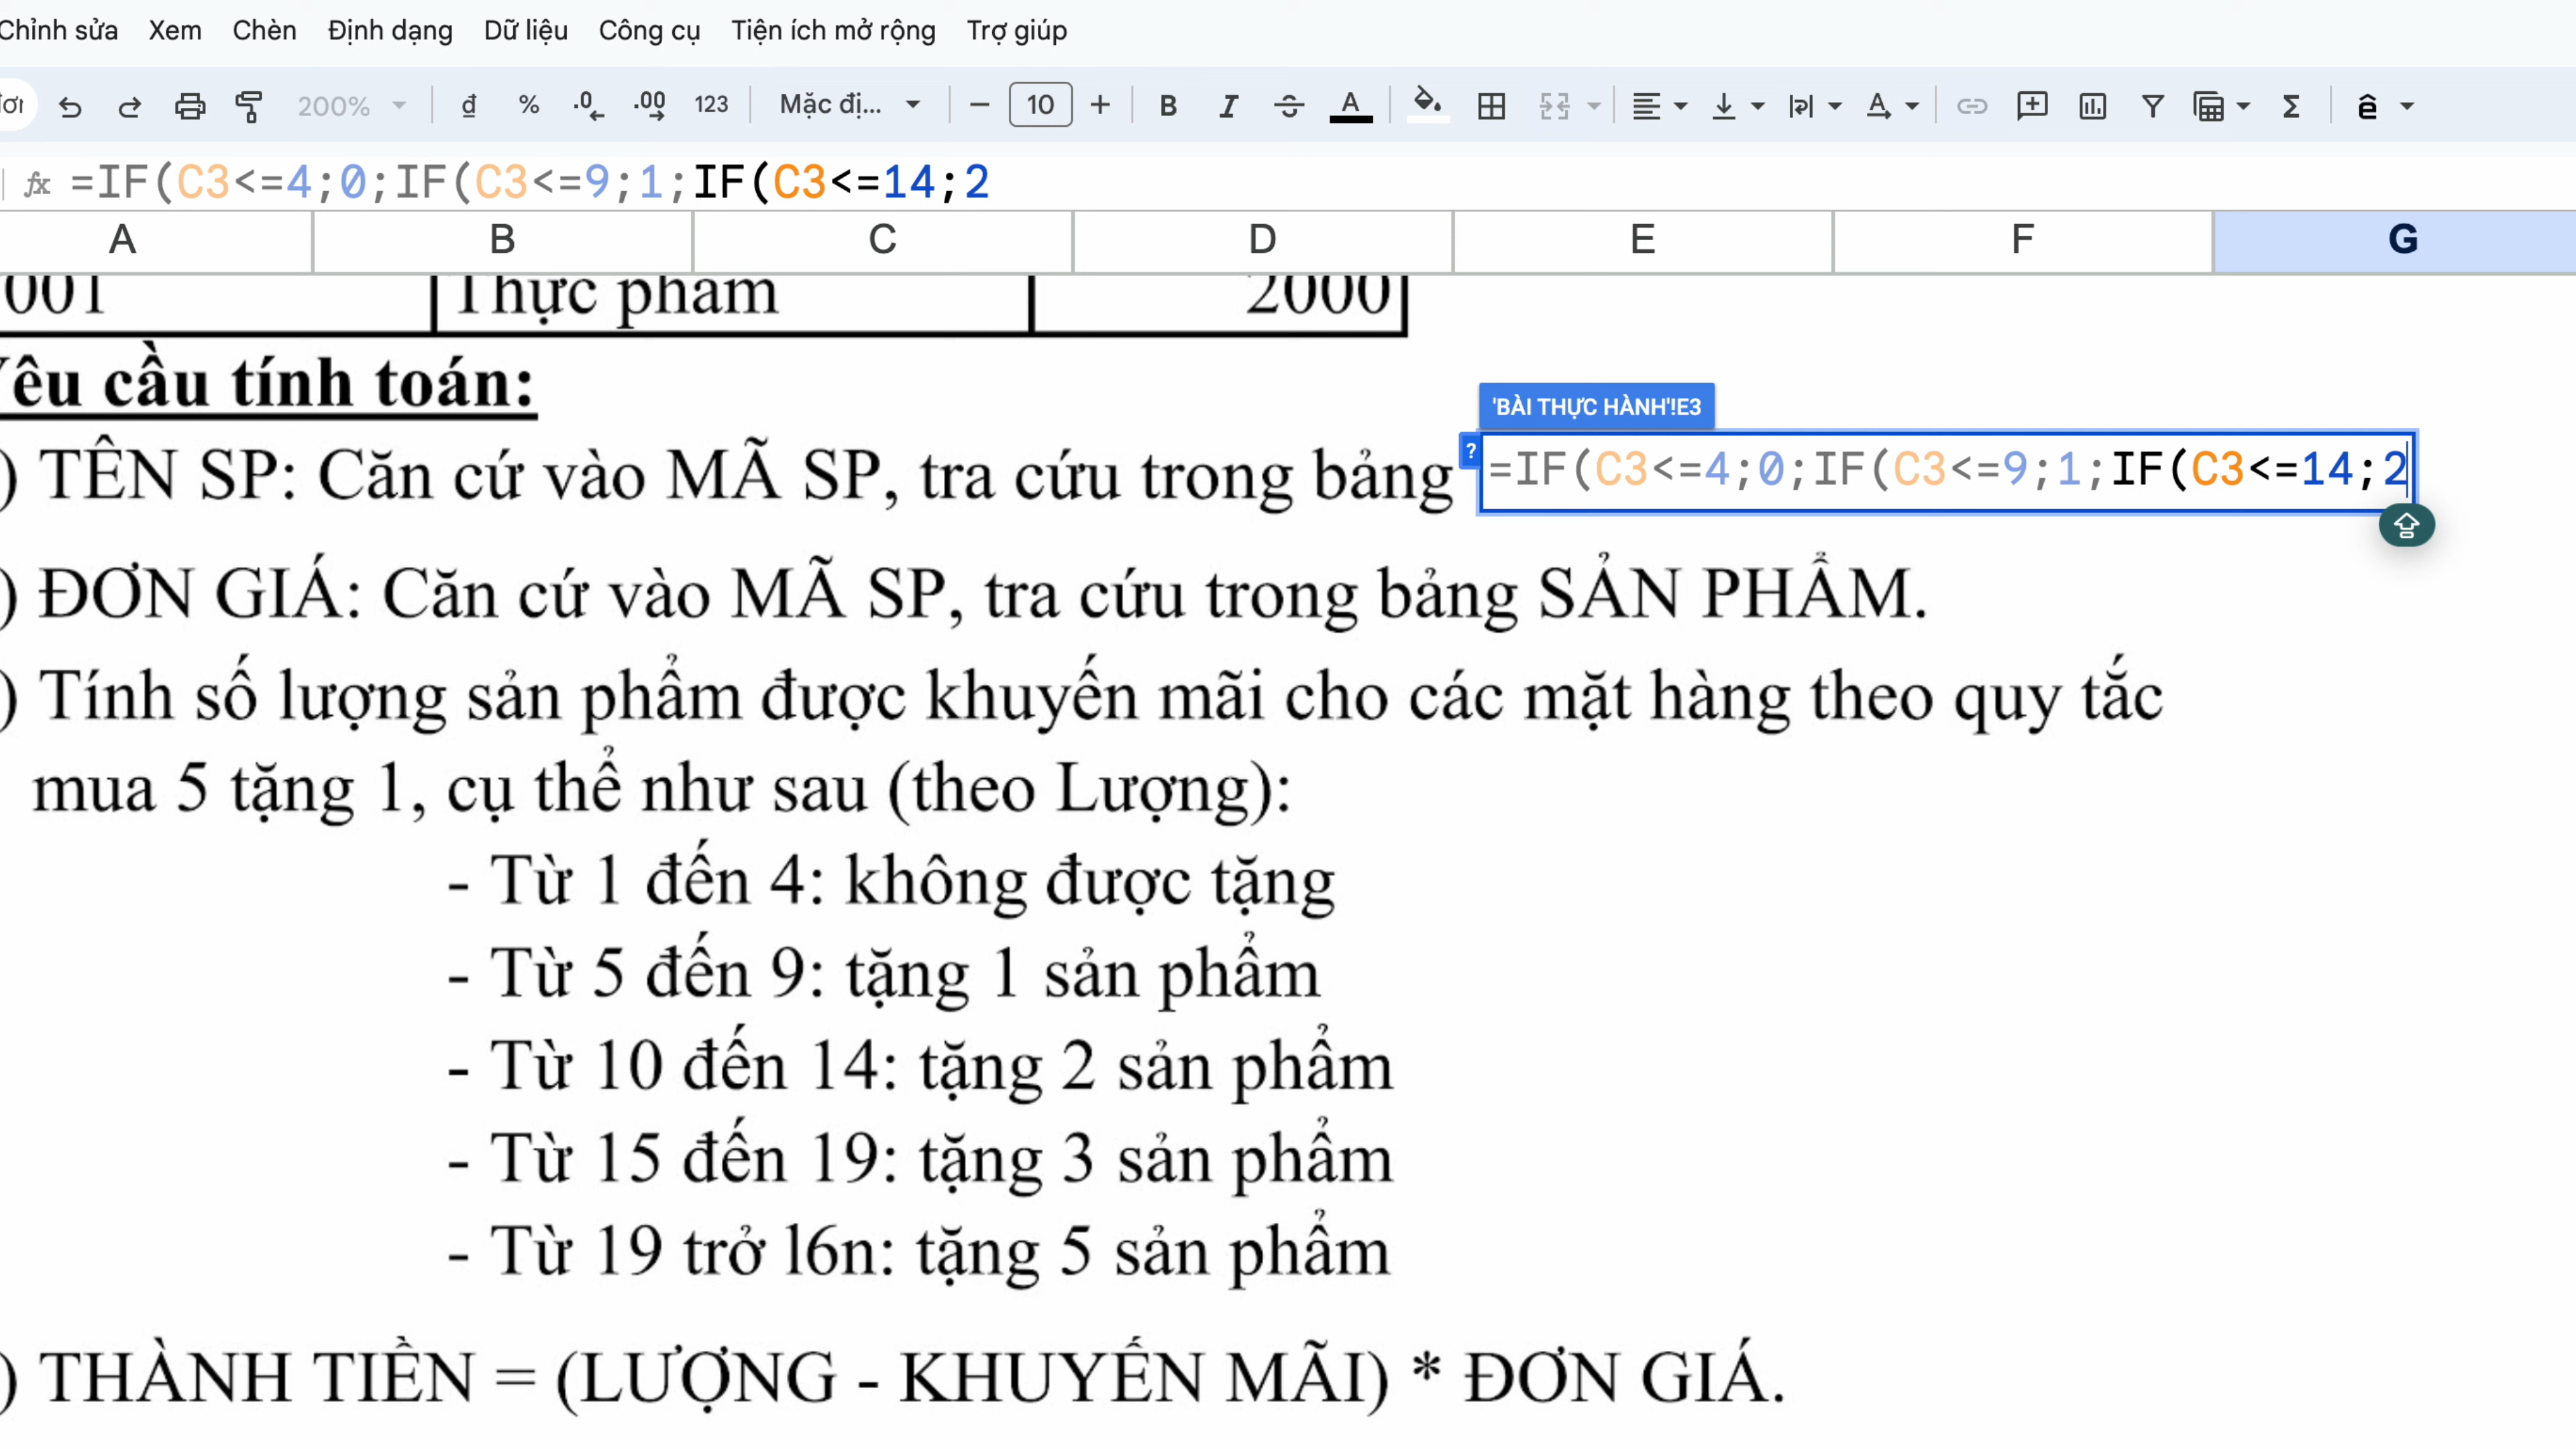 Chỉnh sửa Xem Chèn Định dạng Dữ liệu Công cụ Tiện ích mở rộng Trợ giúp
200% đ % .0 .00 123 Mặc đị... − 10 + B I A Σ ê
fx =IF(C3<=4;0;IF(C3<=9;1;IF(C3<=14;2
A B C D E F G
001 Thực phẩm 2000
Yêu cầu tính toán:
'BÀI THỰC HÀNH'!E3
) TÊN SP: Căn cứ vào MÃ SP, tra cứu trong bảng ? =IF(C3<=4;0;IF(C3<=9;1;IF(C3<=14;2
) ĐƠN GIÁ: Căn cứ vào MÃ SP, tra cứu trong bảng SẢN PHẨM.
) Tính số lượng sản phẩm được khuyến mãi cho các mặt hàng theo quy tắc
mua 5 tặng 1, cụ thể như sau (theo Lượng):
- Từ 1 đến 4: không được tặng
- Từ 5 đến 9: tặng 1 sản phẩm
- Từ 10 đến 14: tặng 2 sản phẩm
- Từ 15 đến 19: tặng 3 sản phẩm
- Từ 19 trở l6n: tặng 5 sản phẩm
) THÀNH TIỀN = (LƯỢNG - KHUYẾN MÃI) * ĐƠN GIÁ.